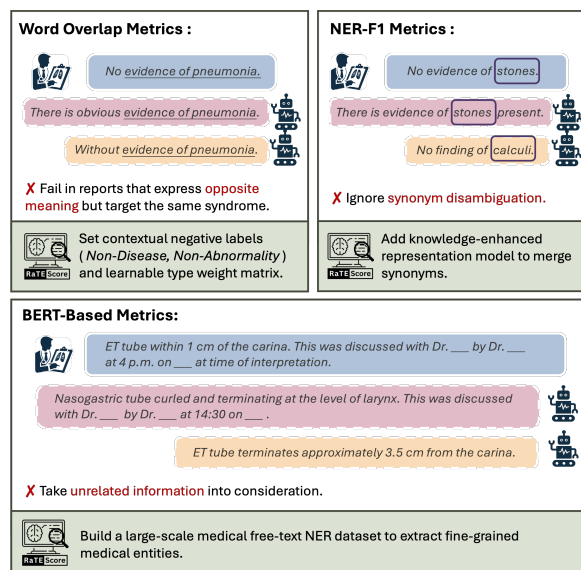 Word Overlap Metrics :
No evidence of pneumonia.
There is obvious evidence of pneumonia.
Without evidence of pneumonia.
✗ Fail in reports that express opposite
meaning but target the same syndrome.
RaTEScore
Set contextual negative labels
( Non-Disease, Non-Abnormality )
and learnable type weight matrix.
NER-F1 Metrics :
No evidence of stones.
There is evidence of stones present.
No finding of calculi.
✗ Ignore synonym disambiguation.
RaTEScore
Add knowledge-enhanced
representation model to merge
synonyms.
BERT-Based Metrics:
ET tube within 1 cm of the carina. This was discussed with Dr. ___ by Dr. ___
at 4 p.m. on ___ at time of interpretation.
Nasogastric tube curled and terminating at the level of larynx. This was discussed
with Dr. ___ by Dr. ___ at 14:30 on ___ .
ET tube terminates approximately 3.5 cm from the carina.
✗ Take unrelated information into consideration.
RaTEScore
Build a large-scale medical free-text NER dataset to extract fine-grained
medical entities.